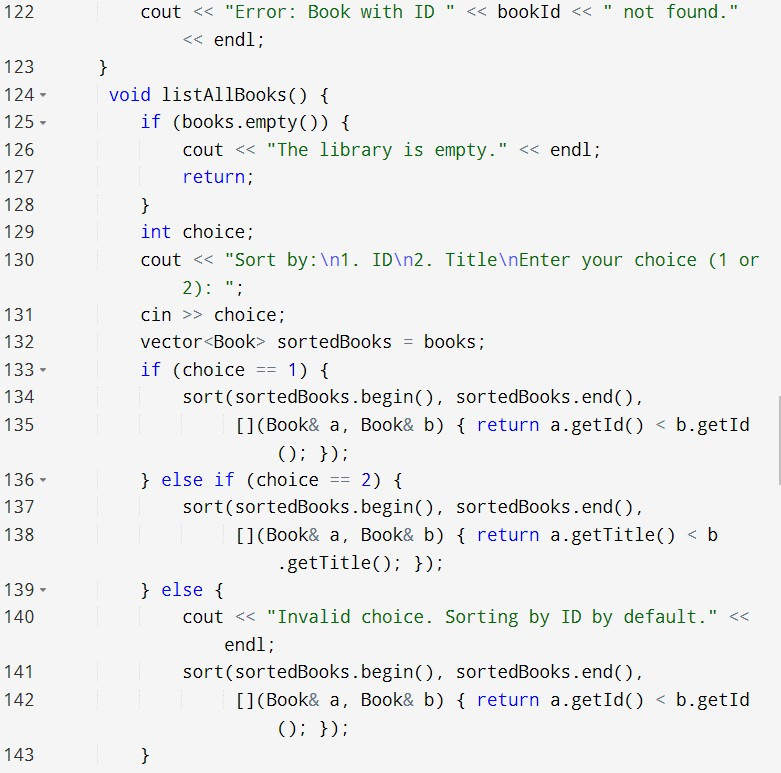 122 cout << "Error: Book with ID " << bookId << " not found."
<< endl;
123 }
124 void listAllBooks() {
125 if (books.empty()) {
126 cout << "The library is empty." << endl;
127 return;
128 }
129 int choice;
130 cout << "Sort by:\n1. ID\n2. Title\nEnter your choice (1 or
2): ";
131 cin >> choice;
132 vector<Book> sortedBooks = books;
133 if (choice == 1) {
134 sort(sortedBooks.begin(), sortedBooks.end(),
135 [](Book& a, Book& b) { return a.getId() < b.getId
(); });
136 } else if (choice == 2) {
137 sort(sortedBooks.begin(), sortedBooks.end(),
138 [](Book& a, Book& b) { return a.getTitle() < b
.getTitle(); });
139 } else {
140 cout << "Invalid choice. Sorting by ID by default." <<
endl;
141 sort(sortedBooks.begin(), sortedBooks.end(),
142 [](Book& a, Book& b) { return a.getId() < b.getId
(); });
143 }